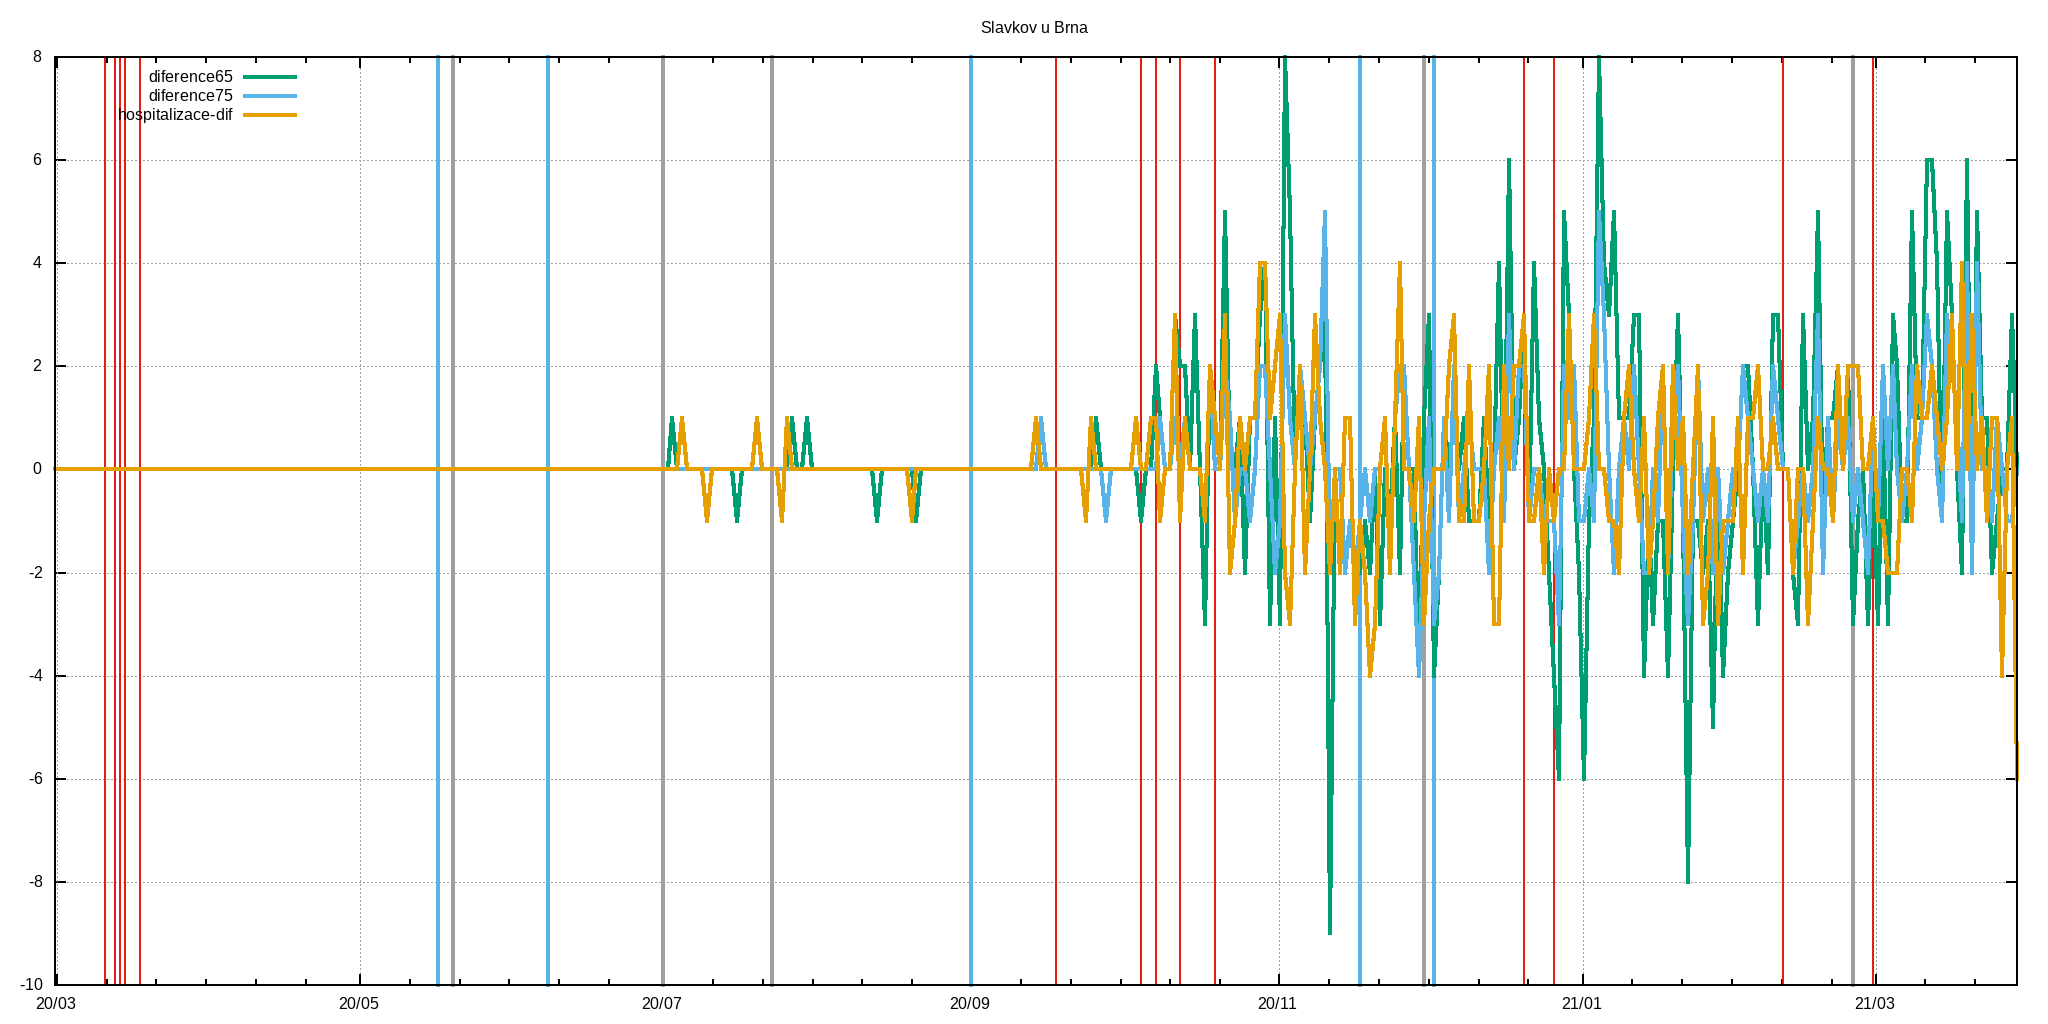 Slavkov u Brna
8
diference65
diference75
hospitalizace-dif
6
4
2
0
-2
-4
-6
-8
-10
20/03 20/05 20/07 20/09 20/11 21/01 21/03